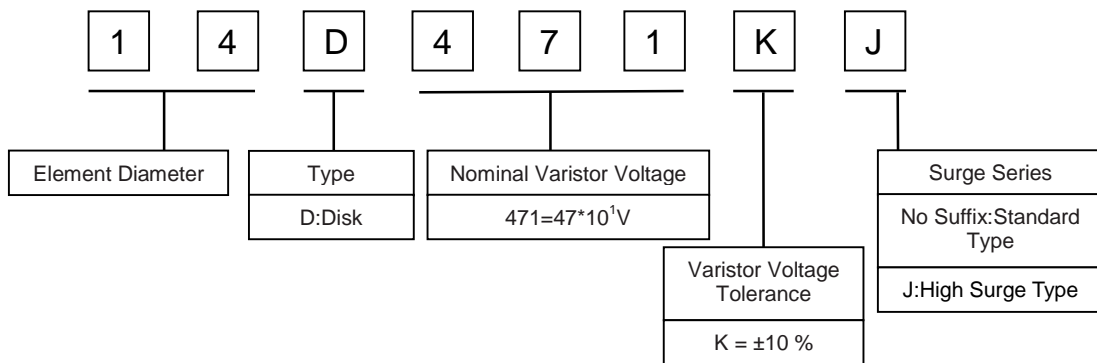 1 4 D 4 7 1 K J
Element Diameter
Type
D:Disk
Nominal Varistor Voltage
471=47*10¹V
Varistor Voltage
Tolerance
K = ±10 %
Surge Series
No Suffix:Standard
Type
J:High Surge Type